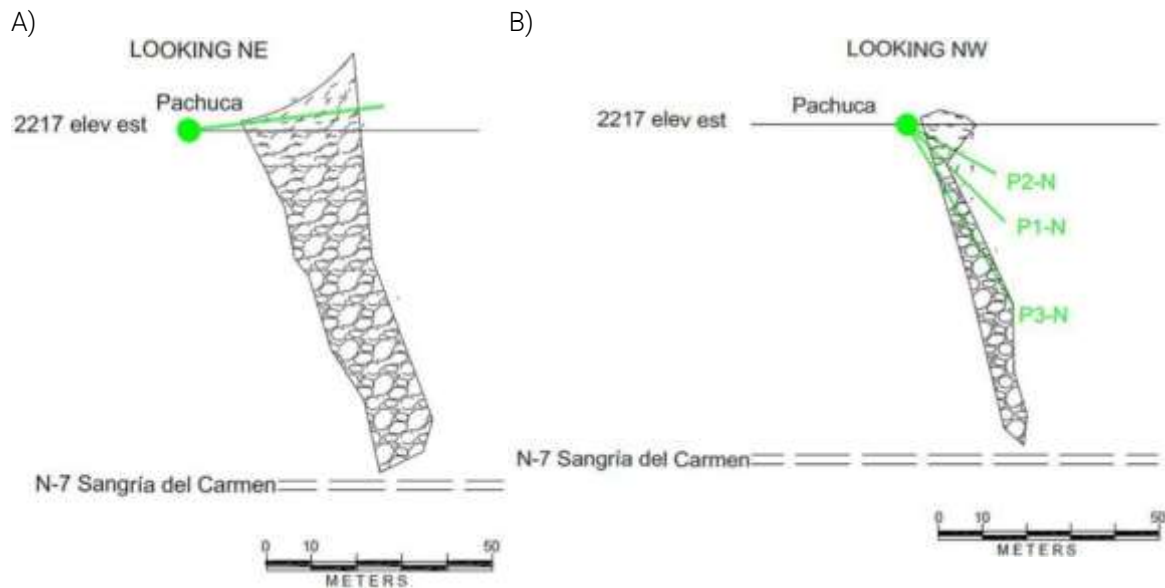 A)
LOOKING NE
Pachuca
2217 elev est
N-7 Sangría del Carmen
0 10 50
METERS
B)
LOOKING NW
Pachuca
2217 elev est
P2-N
P1-N
P3-N
N-7 Sangría del Carmen
0 10 50
METERS